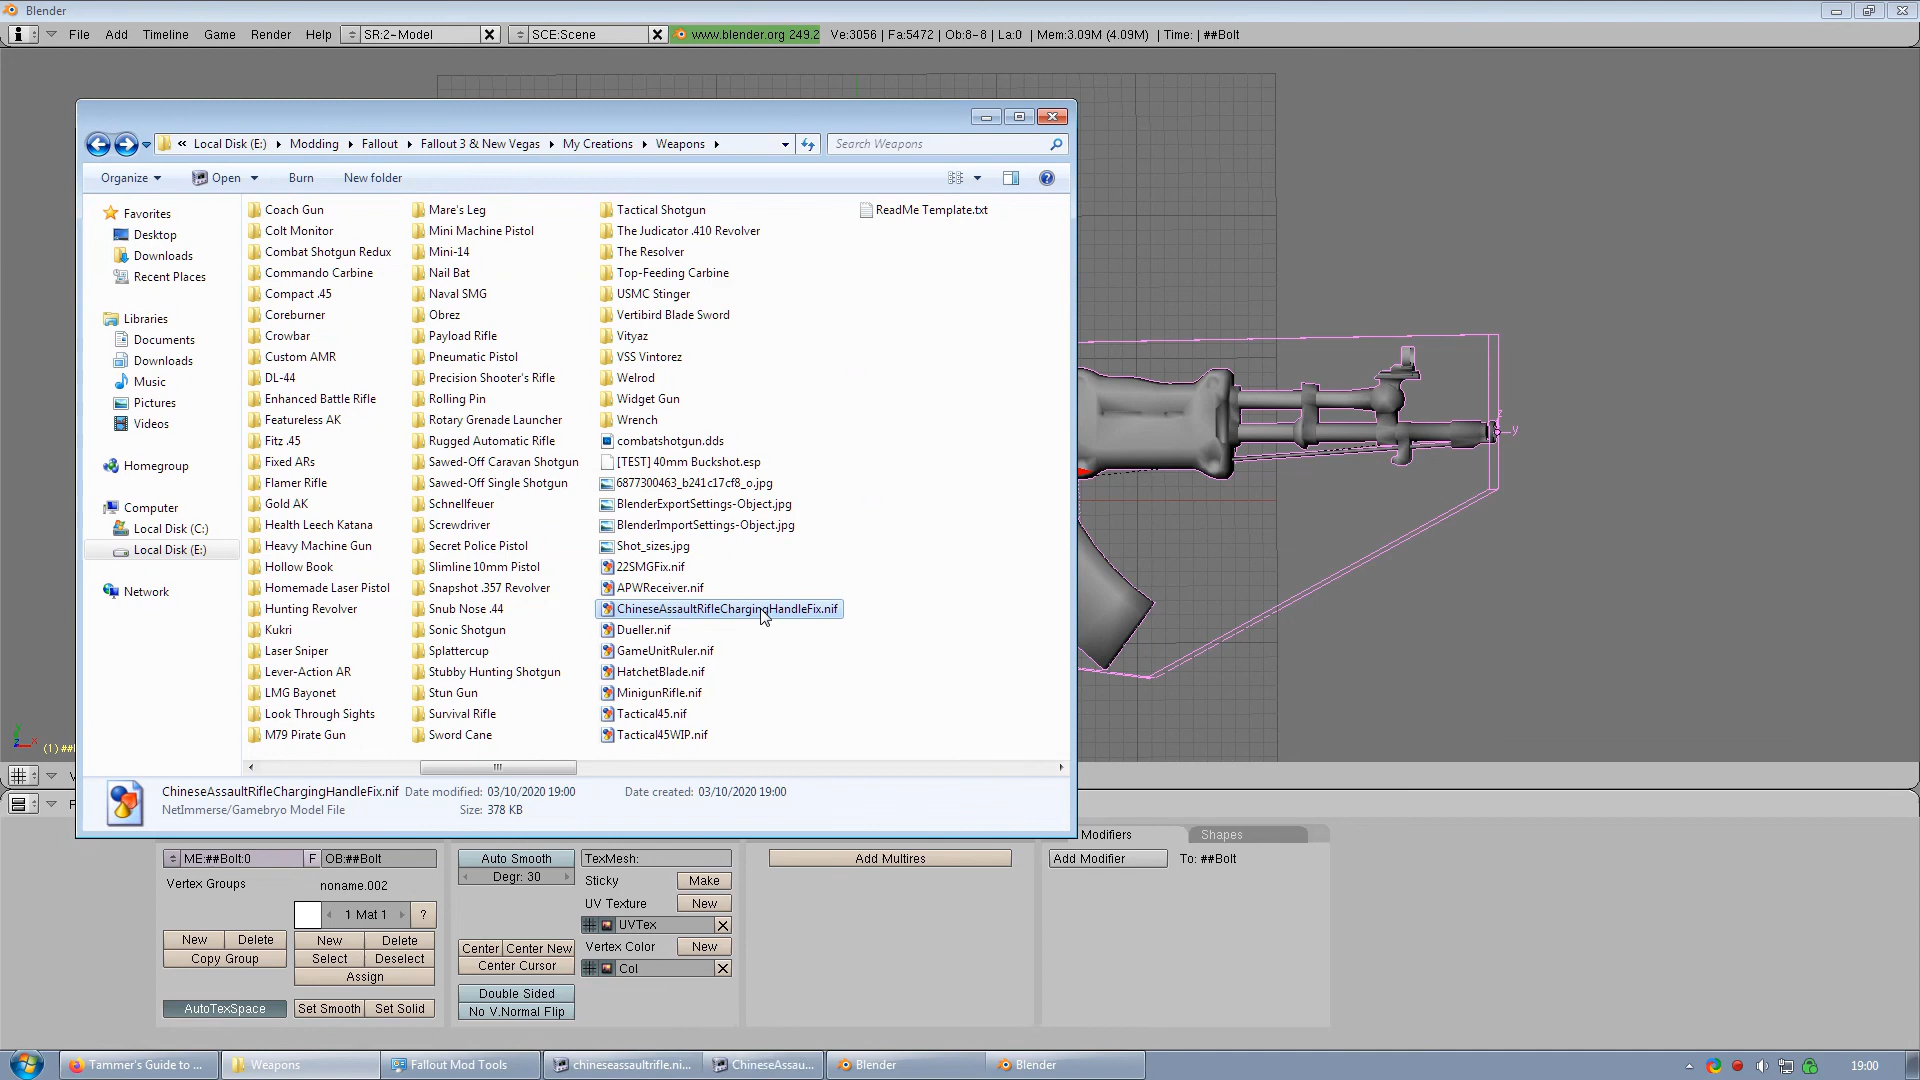 Blender
File Add Timeline Game Render Help SR:2-Model SCE:Scene www.blender.org 249.2 Ve:3056 | Fa:5472 | Ob:8-8 | La:0 | Mem:3.09M (4.09M) | Time: | ##Bolt
« Local Disk (E:) Modding Fallout Fallout 3 & New Vegas My Creations Weapons Search Weapons
Organize Open Burn New folder
Favorites
Desktop
Downloads
Recent Places
Libraries
Documents
Downloads
Music
Pictures
Videos
Homegroup
Computer
Local Disk (C:)
Local Disk (E:)
Network
Coach Gun
Colt Monitor
Combat Shotgun Redux
Commando Carbine
Compact .45
Coreburner
Crowbar
Custom AMR
DL-44
Enhanced Battle Rifle
Featureless AK
Fitz .45
Fixed ARs
Flamer Rifle
Gold AK
Health Leech Katana
Heavy Machine Gun
Hollow Book
Homemade Laser Pistol
Hunting Revolver
Kukri
Laser Sniper
Lever-Action AR
LMG Bayonet
Look Through Sights
M79 Pirate Gun
Mare's Leg
Mini Machine Pistol
Mini-14
Nail Bat
Naval SMG
Obrez
Payload Rifle
Pneumatic Pistol
Precision Shooter's Rifle
Rolling Pin
Rotary Grenade Launcher
Rugged Automatic Rifle
Sawed-Off Caravan Shotgun
Sawed-Off Single Shotgun
Schnellfeuer
Screwdriver
Secret Police Pistol
Slimline 10mm Pistol
Snapshot .357 Revolver
Snub Nose .44
Sonic Shotgun
Splattercup
Stubby Hunting Shotgun
Stun Gun
Survival Rifle
Sword Cane
Tactical Shotgun
The Judicator .410 Revolver
The Resolver
Top-Feeding Carbine
USMC Stinger
Vertibird Blade Sword
Vityaz
VSS Vintorez
Welrod
Widget Gun
Wrench
combatshotgun.dds
[TEST] 40mm Buckshot.esp
6877300463_b241c17cf8_o.jpg
BlenderExportSettings-Object.jpg
BlenderImportSettings-Object.jpg
Shot_sizes.jpg
22SMGFix.nif
APWReceiver.nif
ChineseAssaultRifleChargingHandleFix.nif
Dueller.nif
GameUnitRuler.nif
HatchetBlade.nif
MinigunRifle.nif
Tactical45.nif
Tactical45WIP.nif
ReadMe Template.txt
ChineseAssaultRifleChargingHandleFix.nif Date modified: 03/10/2020 19:00 Date created: 03/10/2020 19:00
NetImmerse/Gamebryo Model File Size: 378 KB
z
y
z x
(1) ##
V
F
Modifiers Shapes
ME:##Bolt:0 F OB:##Bolt
Vertex Groups noname.002
1 Mat 1 ?
New Delete New Delete
Copy Group Select Deselect
Assign
AutoTexSpace Set Smooth Set Solid
Auto Smooth
Degr: 30
Center Center New
Center Cursor
Double Sided
No V.Normal Flip
TexMesh:
Sticky Make
UV Texture New
UVTex
Vertex Color New
Col
Add Multires
Add Modifier To: ##Bolt
Tammer's Guide to ... Weapons Fallout Mod Tools chineseassaultrifle.ni... ChineseAssau... Blender Blender 19:00